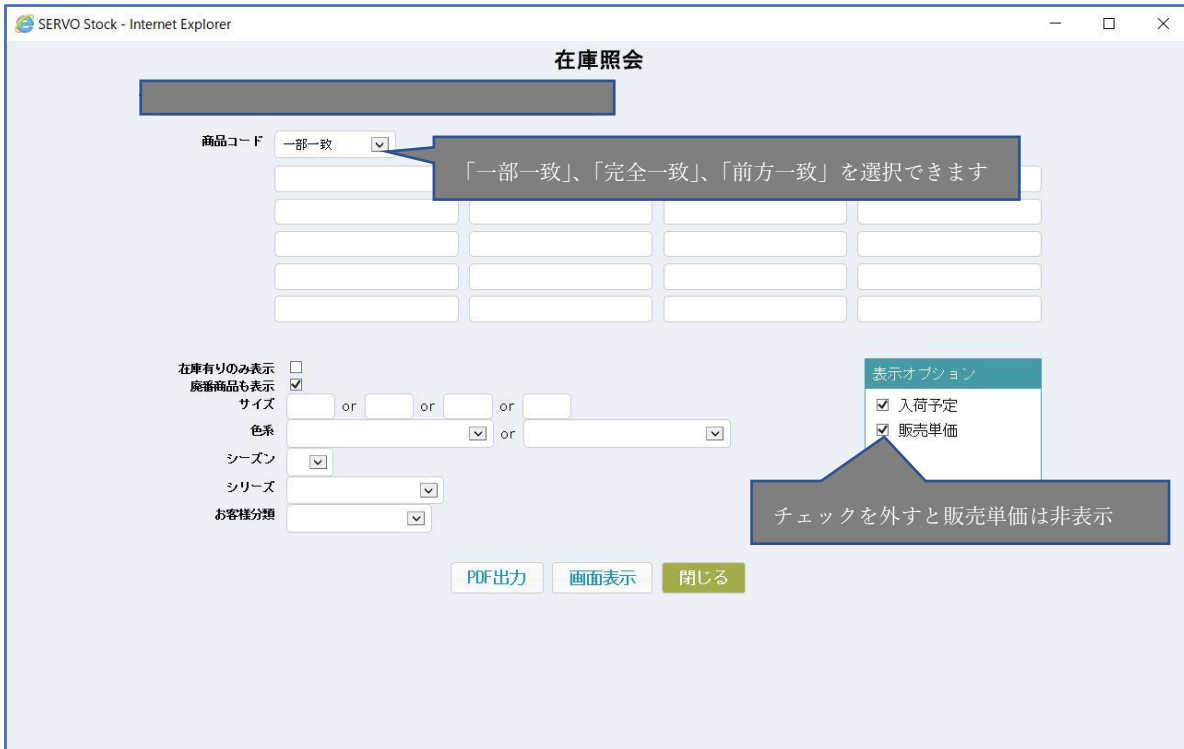 SERVO Stock - Internet Explorer
在庫照会
商品コード 一部一致
「一部一致」、「完全一致」、「前方一致」を選択できます
在庫有りのみ表示
廃番商品も表示
サイズ or or or
色系 or
シーズン
シリーズ
お客様分類
表示オプション
入荷予定
販売単価
チェックを外すと販売単価は非表示
PDF出力 画面表示 閉じる